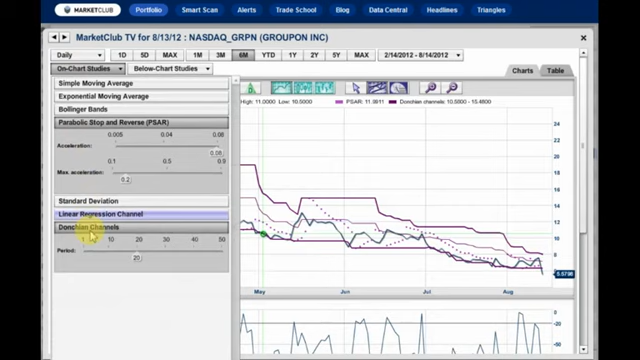 MARKETCLUB Portfolio Smart Scan Alerts Trade School Blog Data Central Headlines Triangles
MarketClub TV for 8/13/12 : NASDAQ_GRPN (GROUPON INC)
Daily 1D 5D MAX 1M 3M 6M YTD 1Y 2Y 5Y MAX 2/14/2012 - 8/14/2012
On-Chart Studies Below-Chart Studies Charts Table
Simple Moving Average
Exponential Moving Average
High: 11.0000 Low: 10.5000 PSAR: 11.9811 Donchian channels: 10.5000 - 15.4800
Bollinger Bands
Parabolic Stop and Reverse (PSAR)
0.005 0.04 0.08
Acceleration:
0.08
0.1 0.5 0.9
Max. acceleration:
0.2
Standard Deviation
Linear Regression Channel
Donchian Channels
1 10 20 30 40 50
Period:
20
24
22
20
18
16
14
12
10
8
5.5798
May Jun Jul Aug
0
-20
-40
-60
-80